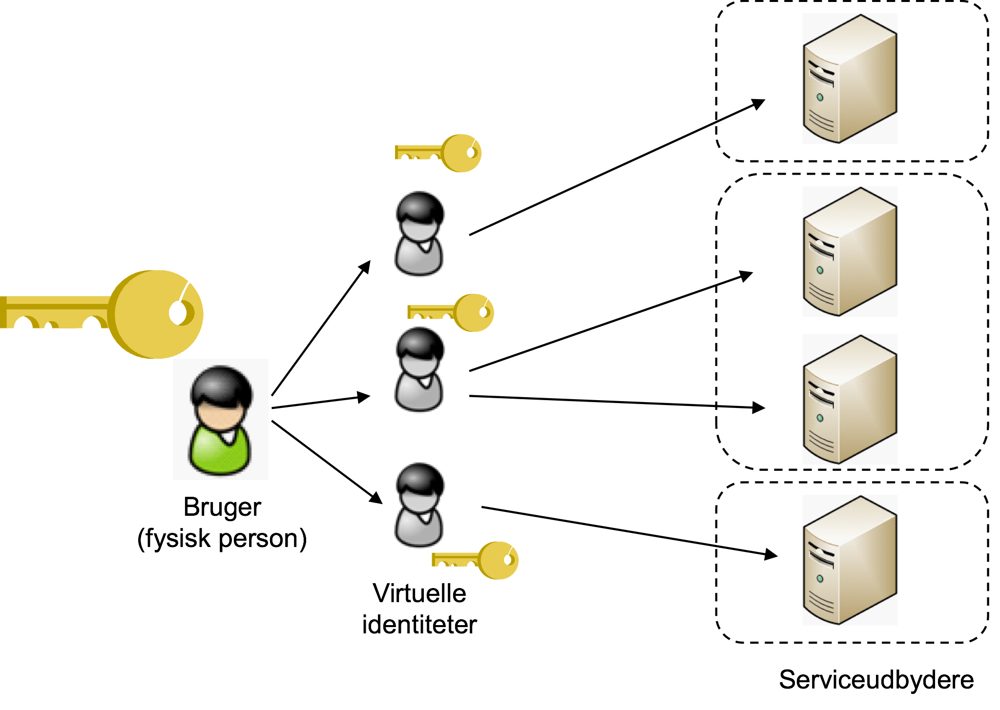 Bruger
(fysisk person)
Virtuelle
identiteter
Serviceudbydere